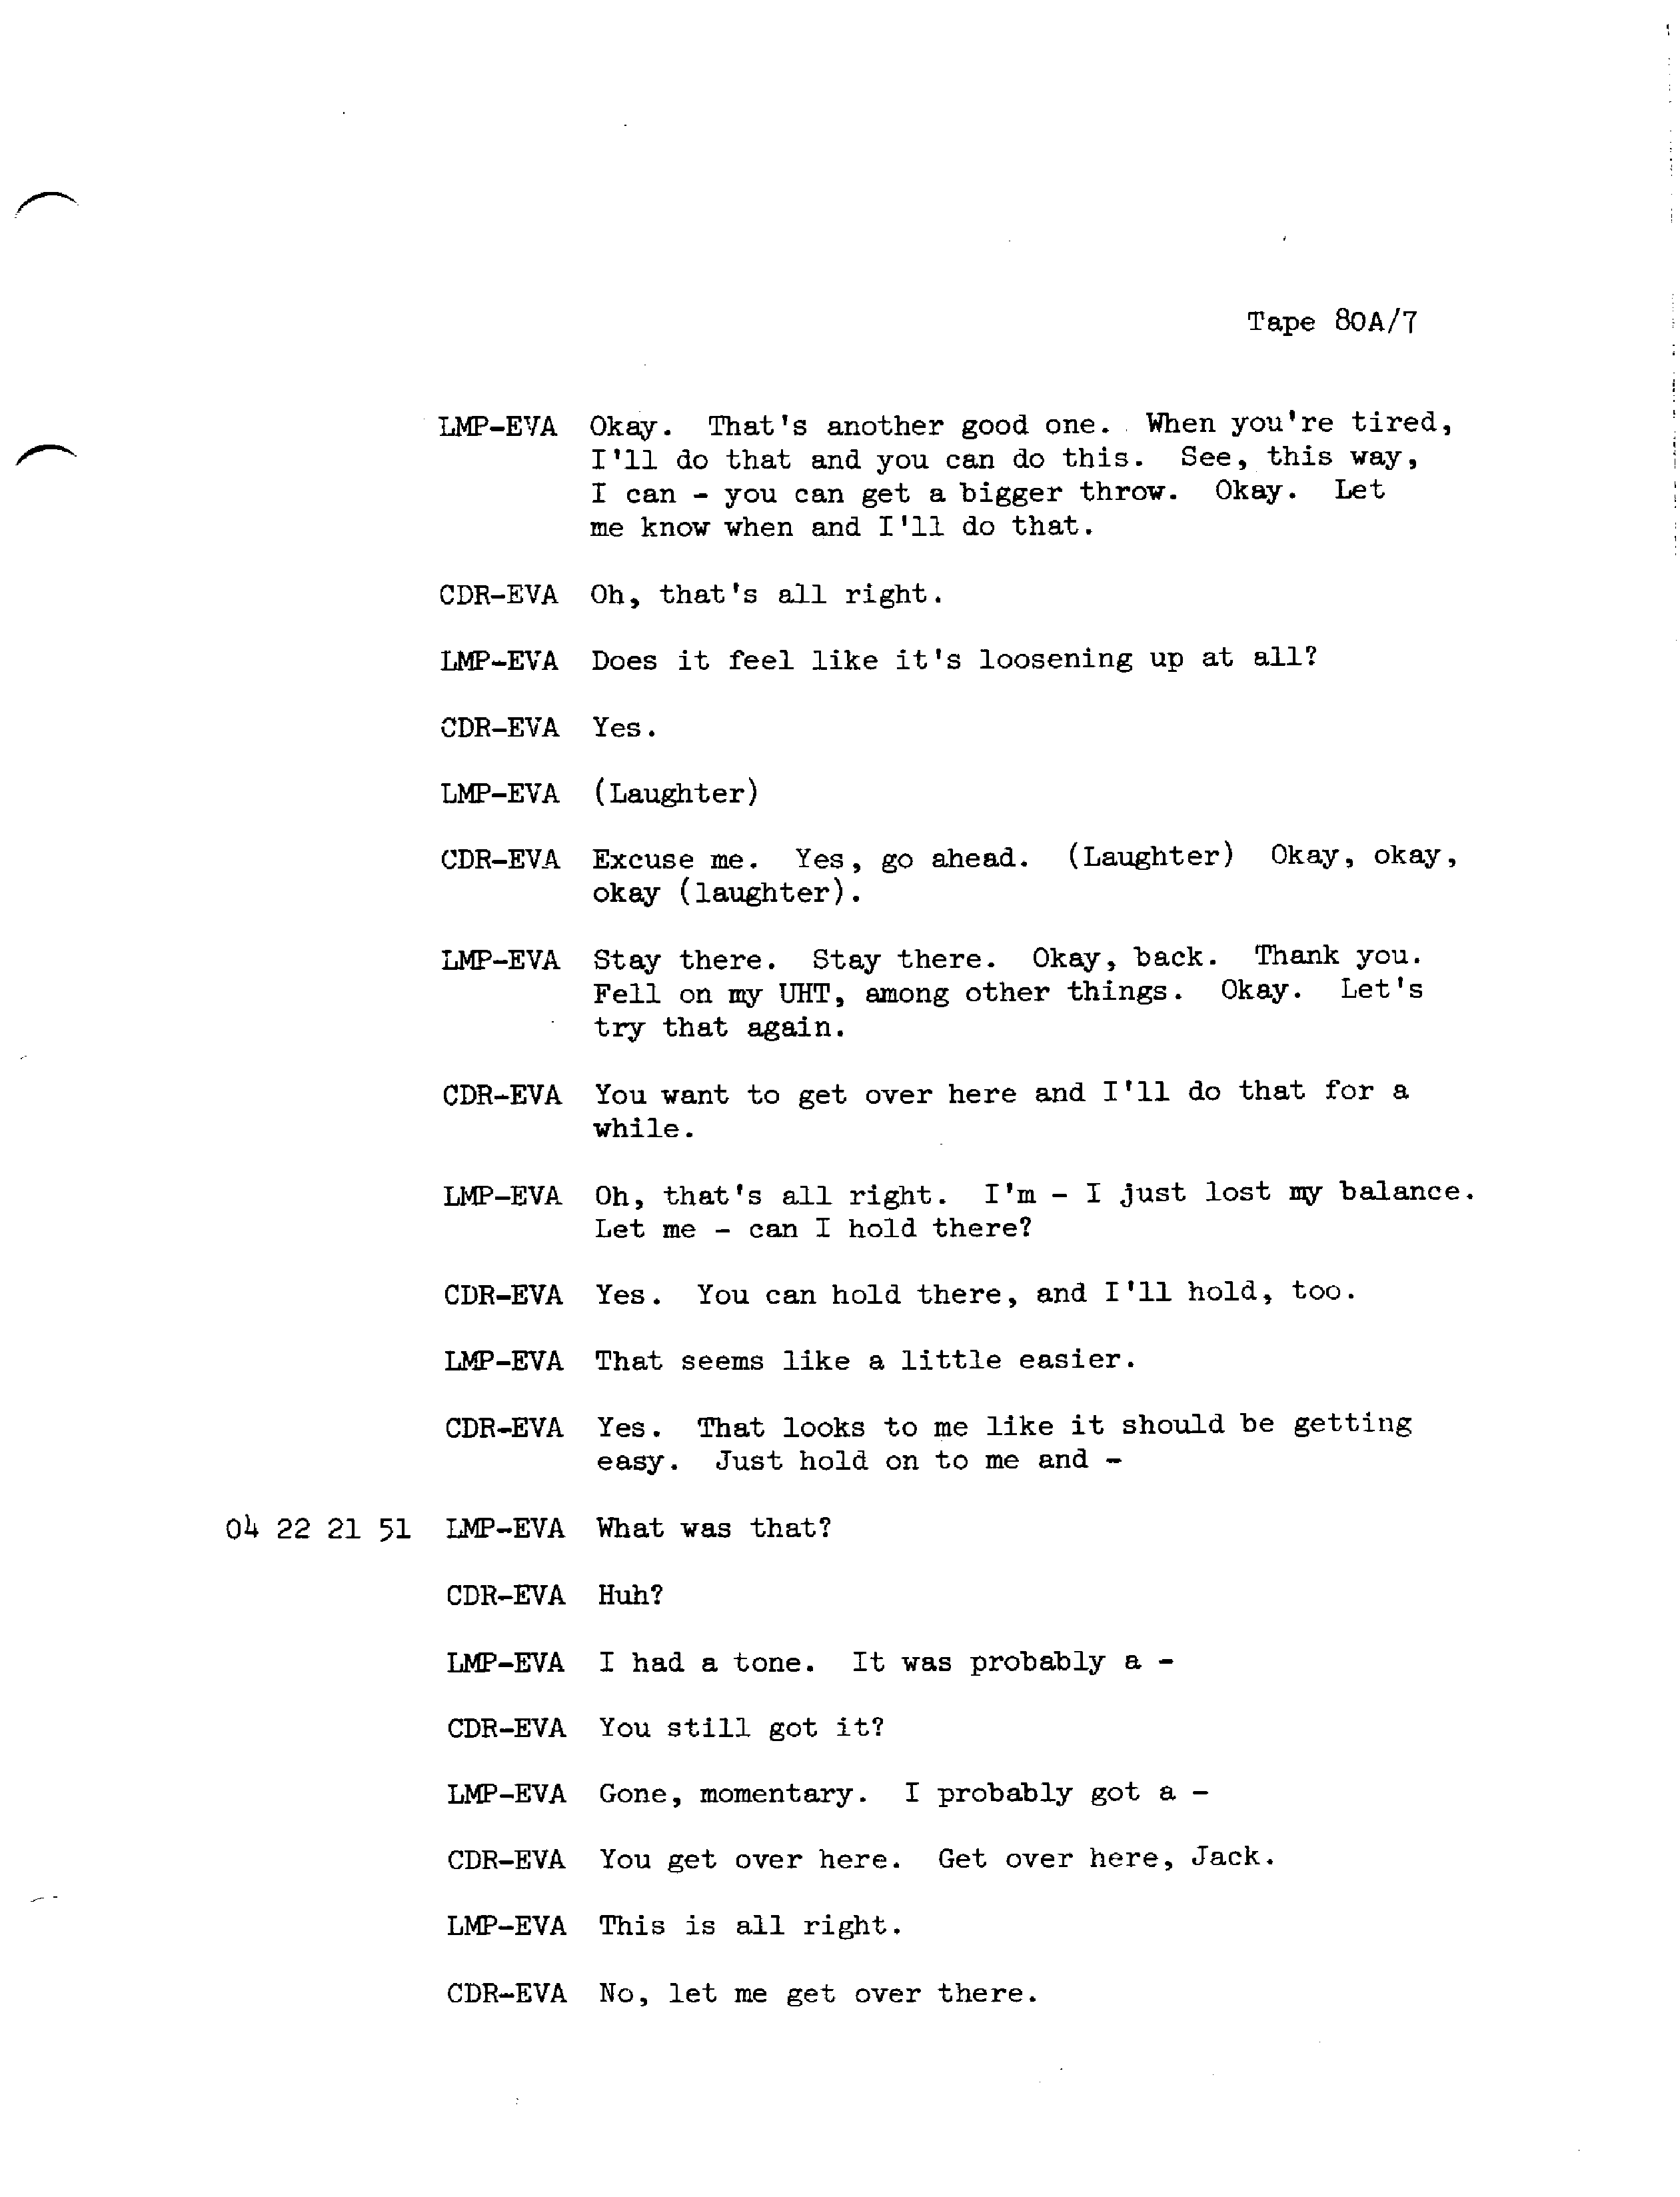 Tape 80A/7
LMP-EVA Okay. That's another good one. When you're tired,
I'll do that and you can do this. See, this way,
I can - you can get a bigger throw. Okay. Let
me know when and I'll do that.
CDR-EVA Oh, that's all right.
LMP-EVA Does it feel like it's loosening up at all?
CDR-EVA Yes.
LMP-EVA (Laughter)
CDR-EVA Excuse me. Yes, go ahead. (Laughter) Okay, okay,
okay (laughter).
LMP-EVA Stay there. Stay there. Okay, back. Thank you.
Fell on my UHT, among other things. Okay. Let's
try that again.
CDR-EVA You want to get over here and I'll do that for a
while.
LMP-EVA Oh, that's all right. I'm - I just lost my balance.
Let me - can I hold there?
CDR-EVA Yes. You can hold there, and I'll hold, too.
LMP-EVA That seems like a little easier.
CDR-EVA Yes. That looks to me like it should be getting
easy. Just hold on to me and -
04 22 21 51 LMP-EVA What was that?
CDR-EVA Huh?
LMP-EVA I had a tone. It was probably a -
CDR-EVA You still got it?
LMP-EVA Gone, momentary. I probably got a -
CDR-EVA You get over here. Get over here, Jack.
LMP-EVA This is all right.
CDR-EVA No, let me get over there.